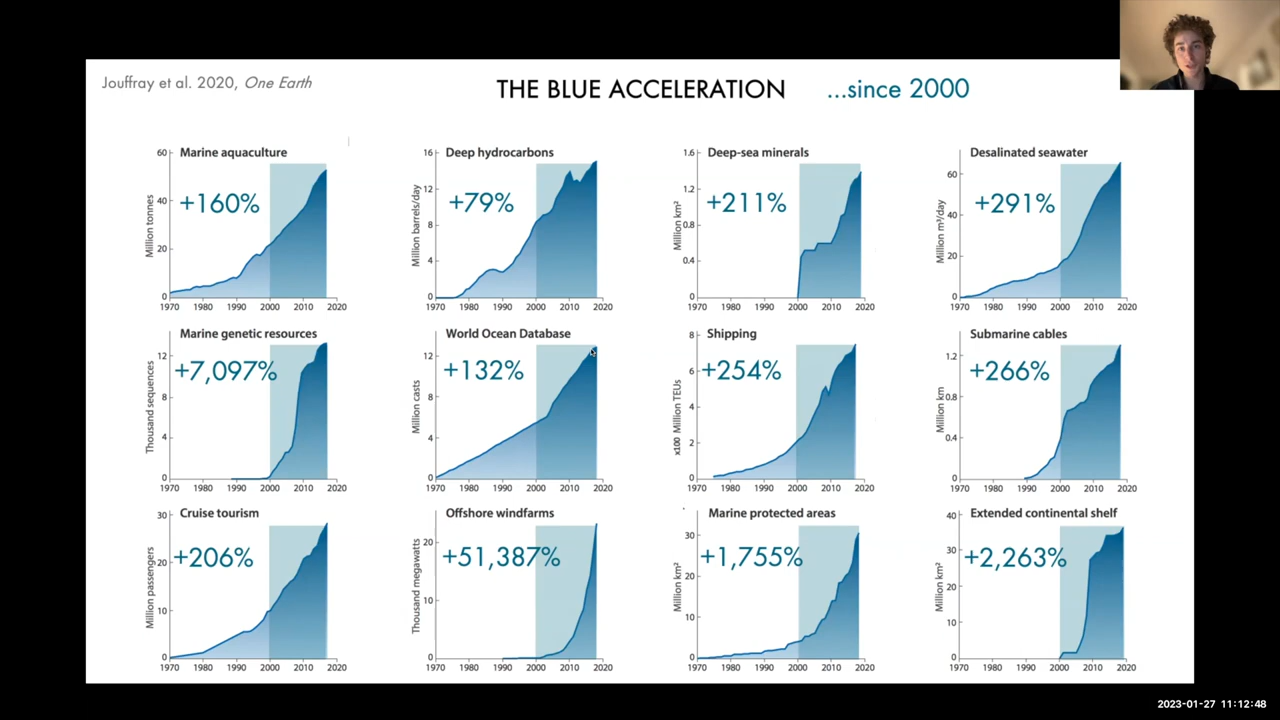 Jouffray et al. 2020, One Earth
THE BLUE ACCELERATION ...since 2000
Marine aquaculture
+160%
Million tonnes
60
40
20
0
1970 1980 1990 2000 2010 2020
Deep hydrocarbons
+79%
Million barrels/day
16
12
8
4
0
1970 1980 1990 2000 2010 2020
Deep-sea minerals
+211%
Million km²
1.6
1.2
0.8
0.4
0
1970 1980 1990 2000 2010 2020
Desalinated seawater
+291%
Million m³/day
60
40
20
0
1970 1980 1990 2000 2010 2020
Marine genetic resources
+7,097%
Thousand sequences
12
8
4
0
1970 1980 1990 2000 2010 2020
World Ocean Database
+132%
Million casts
12
8
4
0
1970 1980 1990 2000 2010 2020
Shipping
+254%
x100 Million TEUs
8
6
4
2
0
1970 1980 1990 2000 2010 2020
Submarine cables
+266%
Million km
1.2
0.8
0.4
0
1970 1980 1990 2000 2010 2020
Cruise tourism
+206%
Million passengers
30
20
10
0
1970 1980 1990 2000 2010 2020
Offshore windfarms
+51,387%
Thousand megawatts
20
10
0
1970 1980 1990 2000 2010 2020
Marine protected areas
+1,755%
Million km²
30
20
10
0
1970 1980 1990 2000 2010 2020
Extended continental shelf
+2,263%
Million km²
40
30
20
10
0
1970 1980 1990 2000 2010 2020
2023-01-27 11:12:48